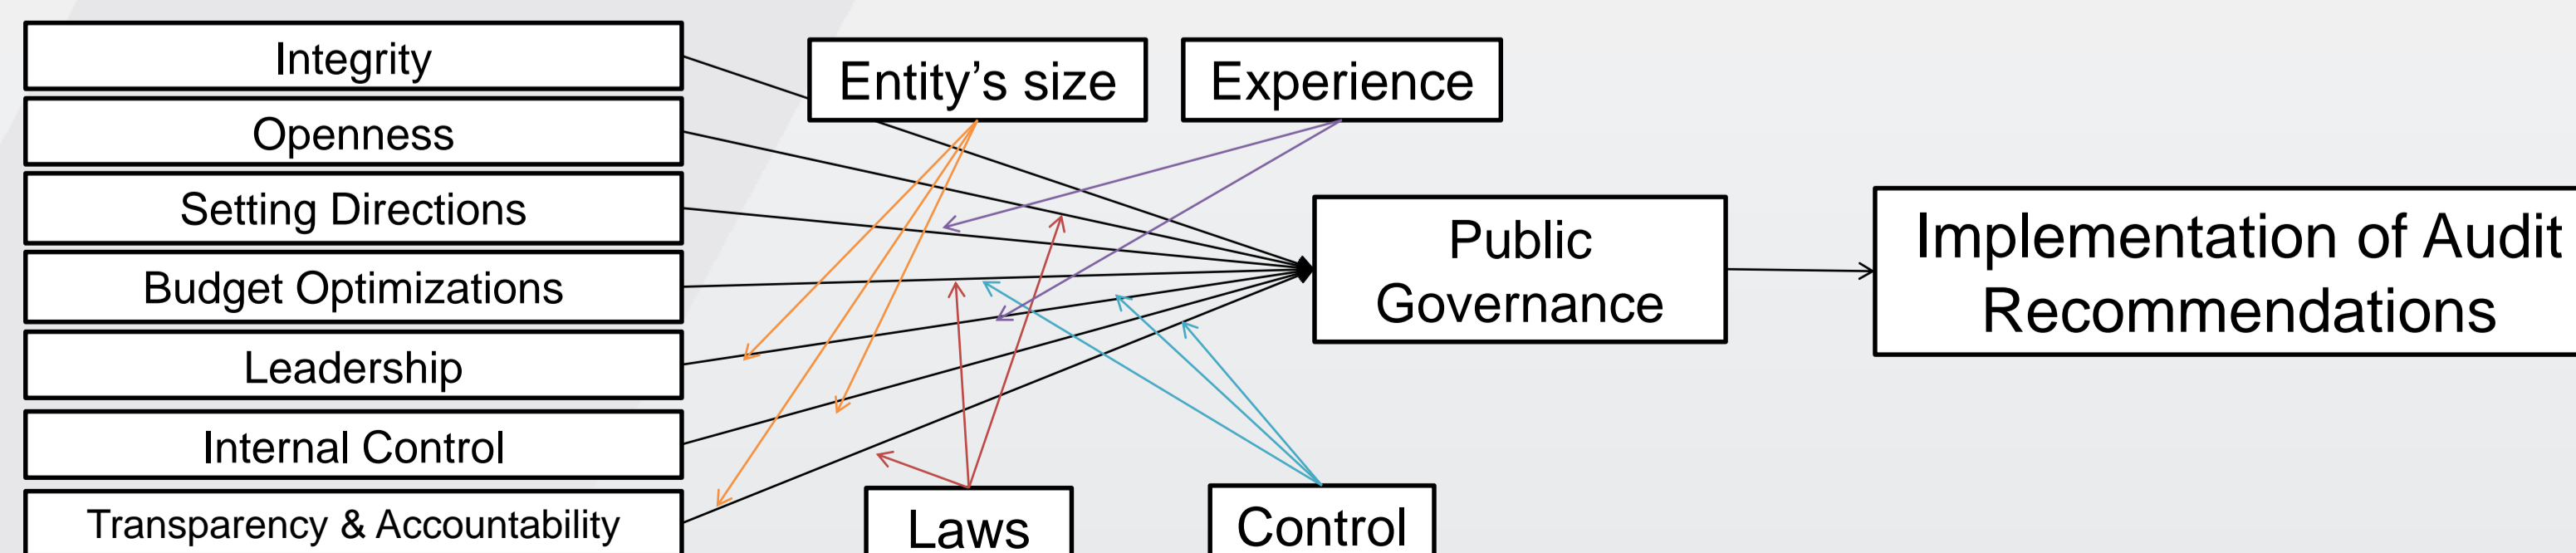 Integrity
Openness
Setting Directions
Budget Optimizations
Leadership
Internal Control
Transparency & Accountability
Entity’s size
Experience
Laws
Control
Public
Governance
Implementation of Audit
Recommendations